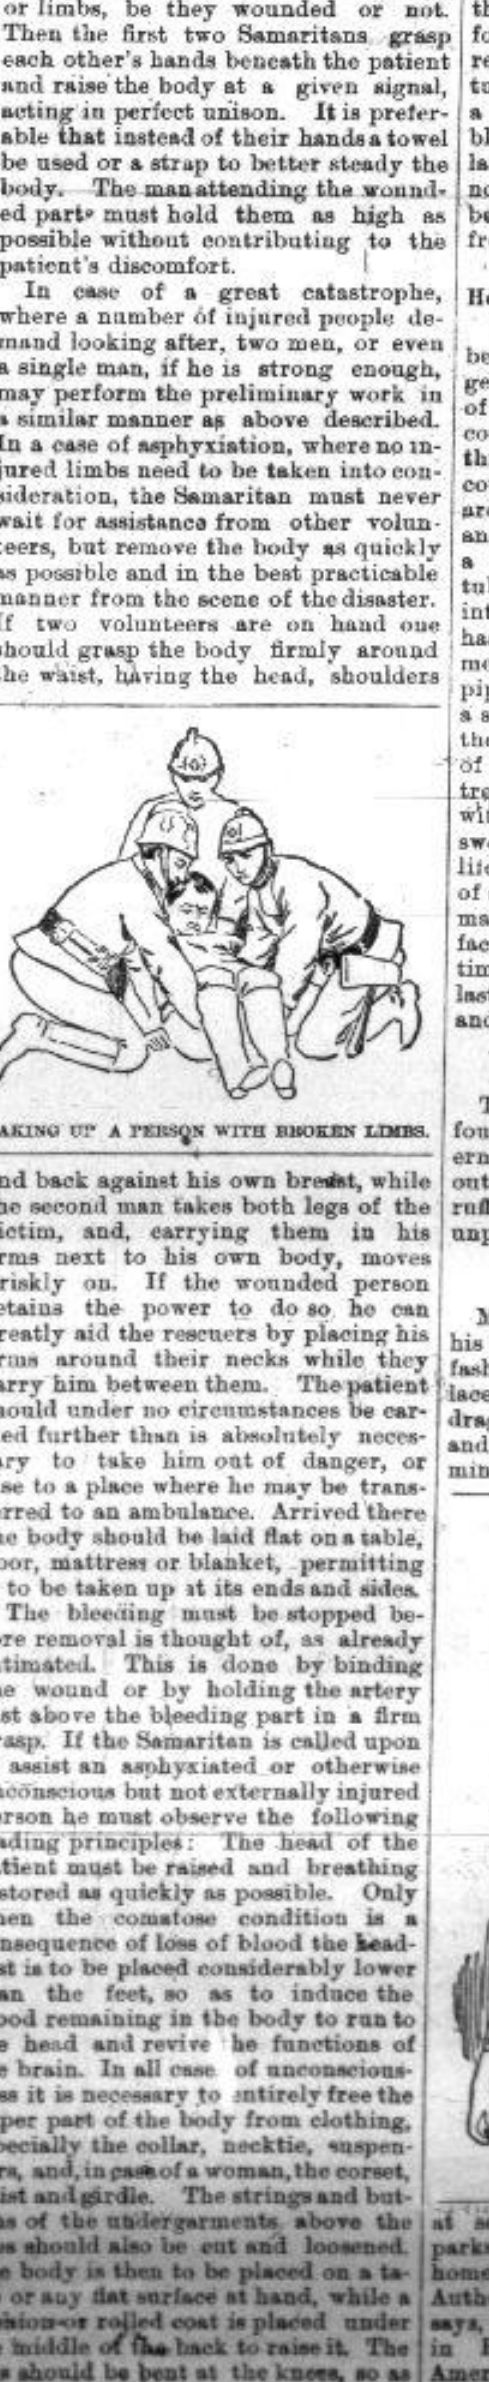 or limbs, be they wounded or not.
Then the first two Samaritans grasp
each other's hands beneath the patient
and raise the body at a given signal,
acting in perfect unison. It is prefer-
able that instead of their hands a towel
be used or a strap to better steady the
body. The man attending the wound-
ed parts must hold them as high as
possible without contributing to the
patient's discomfort.
In case of a great catastrophe,
where a number of injured people de-
mand looking after, two men, or even
a single man, if he is strong enough,
may perform the preliminary work in
a similar manner as above described.
In a case of asphyxiation, where no in-
jured limbs need to be taken into con-
sideration, the Samaritan must never
wait for assistance from other volun-
teers, but remove the body as quickly
as possible and in the best practicable
manner from the scene of the disaster.
If two volunteers are on hand one
should grasp the body firmly around
the waist, having the head, shoulders
AKING UP A PERSON WITH BROKEN LIMBS.
nd back against his own breast, while
he second man takes both legs of the
ictim, and, carrying them in his
rms next to his own body, moves
riskly on. If the wounded person
etains the power to do so he can
reatly aid the rescuers by placing his
rms around their necks while they
arry him between them. The patient
hould under no circumstances be car-
ed further than is absolutely neces-
ary to take him out of danger, or
se to a place where he may be trans-
erred to an ambulance. Arrived there
he body should be laid flat on a table,
oor, mattress or blanket, permitting
to be taken up at its ends and sides.
The bleeding must be stopped be-
ore removal is thought of, as already
timated. This is done by binding
he wound or by holding the artery
st above the bleeding part in a firm
rasp. If the Samaritan is called upon
assist an asphyxiated or otherwise
nconscious but not externally injured
erson he must observe the following
ading principles: The head of the
tient must be raised and breathing
stored as quickly as possible. Only
hen the comatose condition is a
nsequence of loss of blood the head-
st is to be placed considerably lower
an the feet, so as to induce the
ood remaining in the body to run to
e head and revive he functions of
e brain. In all case of unconscious-
ss it is necessary to entirely free the
per part of the body from clothing,
pecially the collar, necktie, suspen-
rs, and, in case of a woman, the corset,
ist and girdle. The strings and but-
ns of the undergarments above the
should also be cut and loosened.
e body is then to be placed on a ta-
or any flat surface at hand, while a
or rolled coat is placed under
e middle of the back to raise it. The
s should be bent at the knees, so as